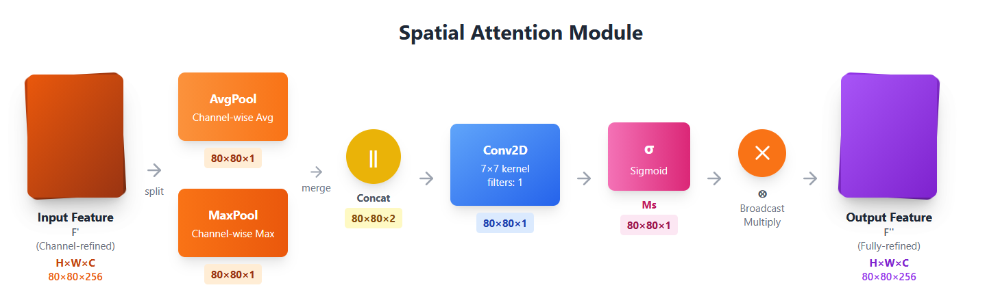 Spatial Attention Module
Input Feature
F'
(Channel-refined)
H×W×C
80×80×256
split
AvgPool
Channel-wise Avg
80×80×1
MaxPool
Channel-wise Max
80×80×1
merge
||
Concat
80×80×2
Conv2D
7×7 kernel
filters: 1
80×80×1
σ
Sigmoid
Ms
80×80×1
×
⊗
Broadcast
Multiply
Output Feature
F''
(Fully-refined)
H×W×C
80×80×256